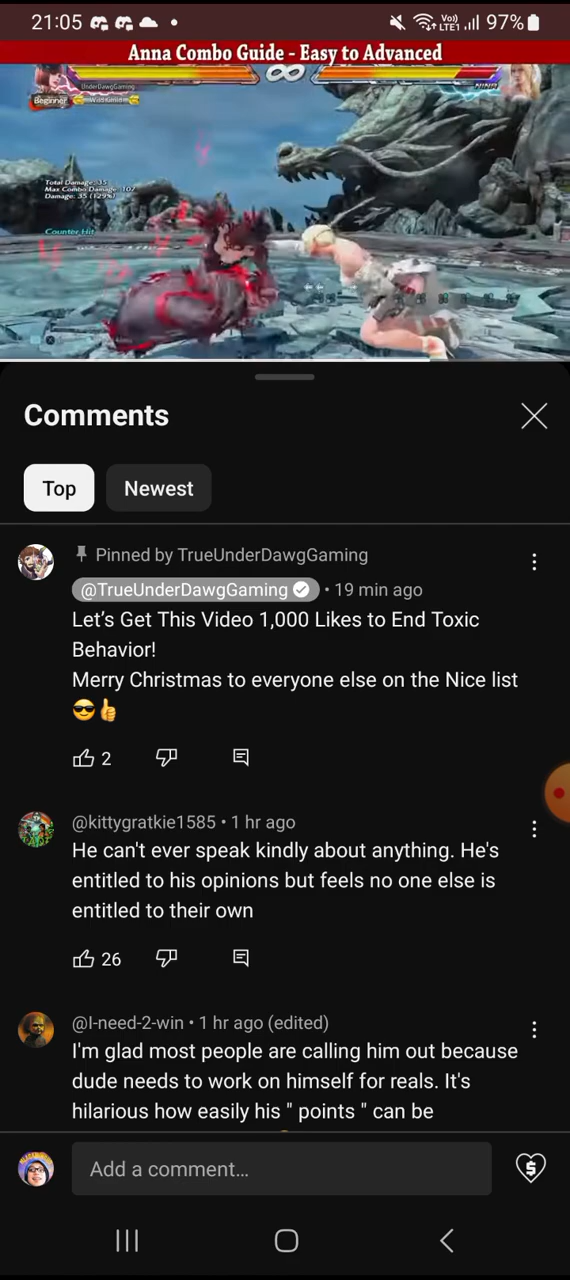 21:05
Vo))
LTE1
97%
Anna Combo Guide - Easy to Advanced
UnderDawgGaming
Beginner
NINA
Total Damage: 35
Max Combo Damage: 107
Damage: 35 (129%)
Counter Hit
Comments
Top
Newest
Pinned by TrueUnderDawgGaming
@TrueUnderDawgGaming • 19 min ago
Let’s Get This Video 1,000 Likes to End Toxic
Behavior!
Merry Christmas to everyone else on the Nice list
😎👍
2
@kittygratkie1585 • 1 hr ago
He can't ever speak kindly about anything. He's
entitled to his opinions but feels no one else is
entitled to their own
26
@I-need-2-win • 1 hr ago (edited)
I'm glad most people are calling him out because
dude needs to work on himself for reals. It's
hilarious how easily his " points " can be
Add a comment…